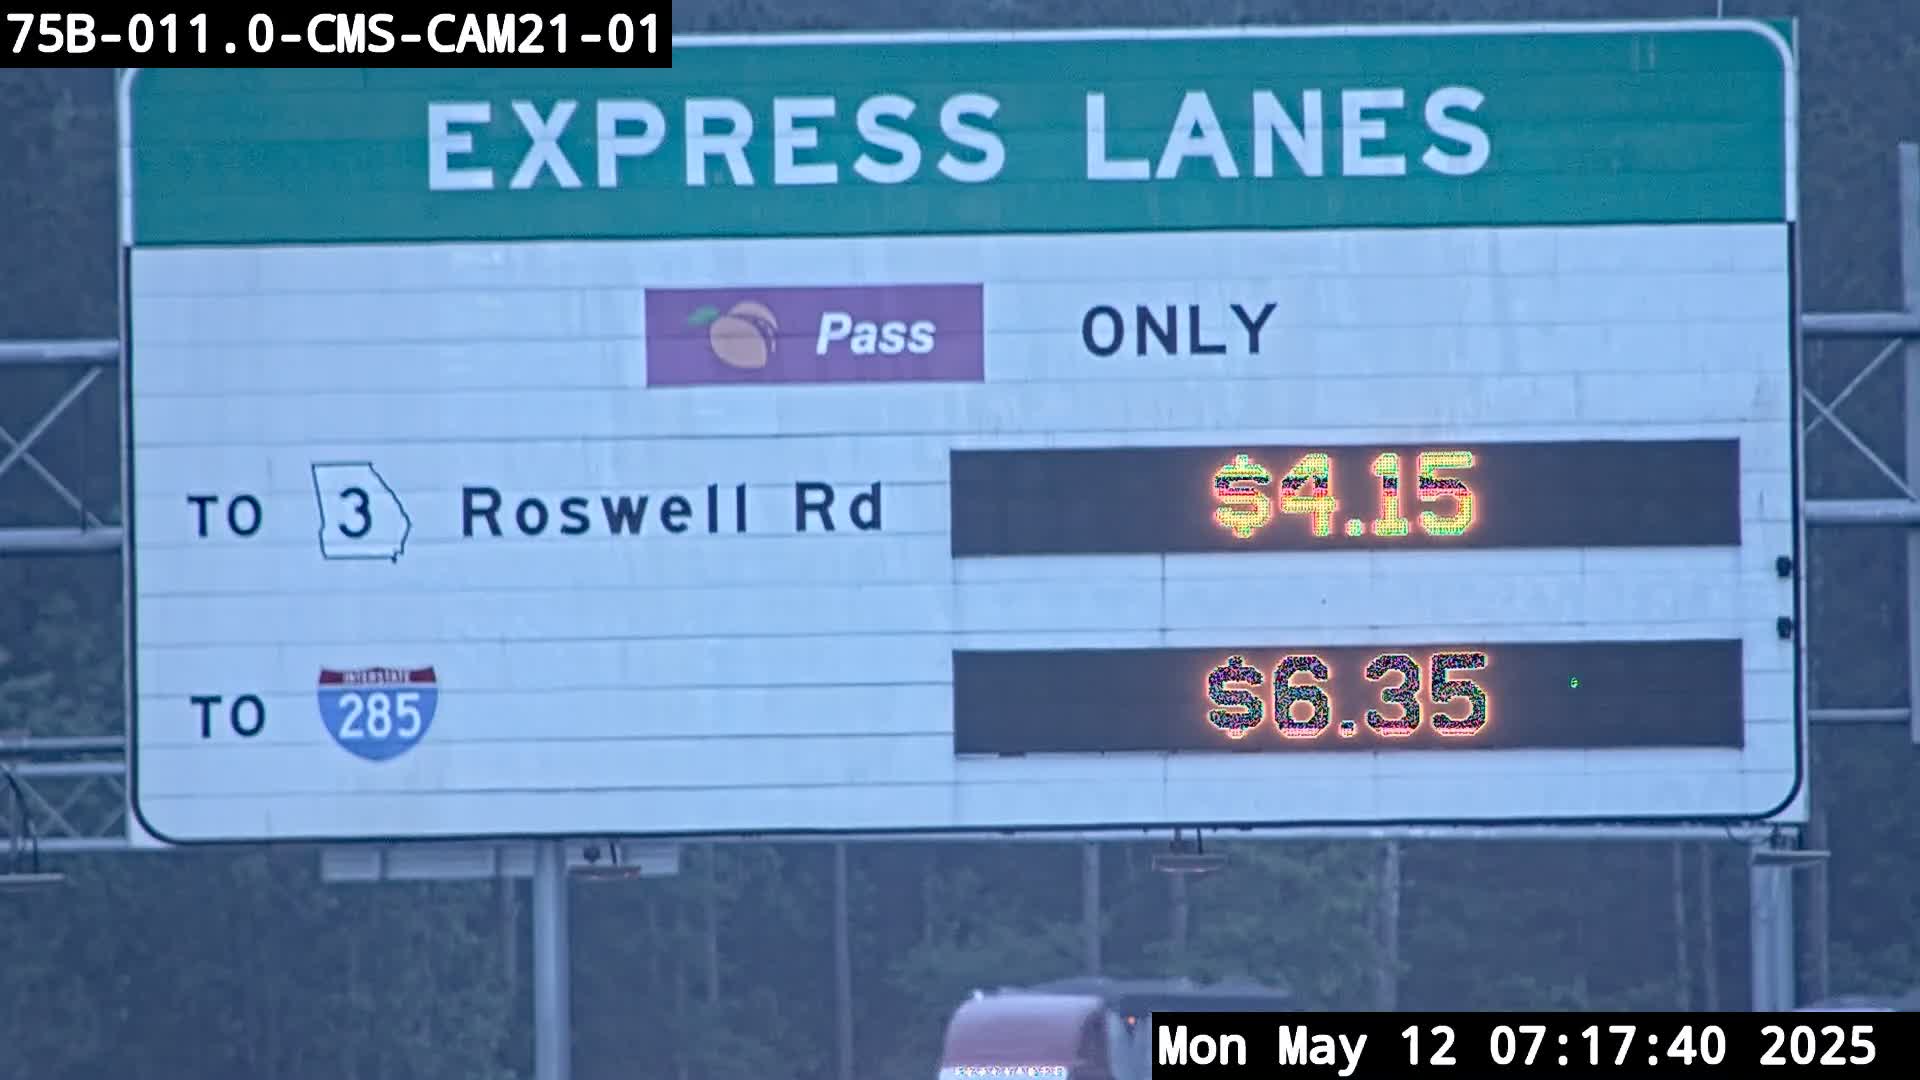 75B-011.0-CMS-CAM21-01
EXPRESS LANES
Pass ONLY
TO 3 Roswell Rd $4.15
INTERSTATE
TO 285 $6.35
Mon May 12 07:17:40 2025